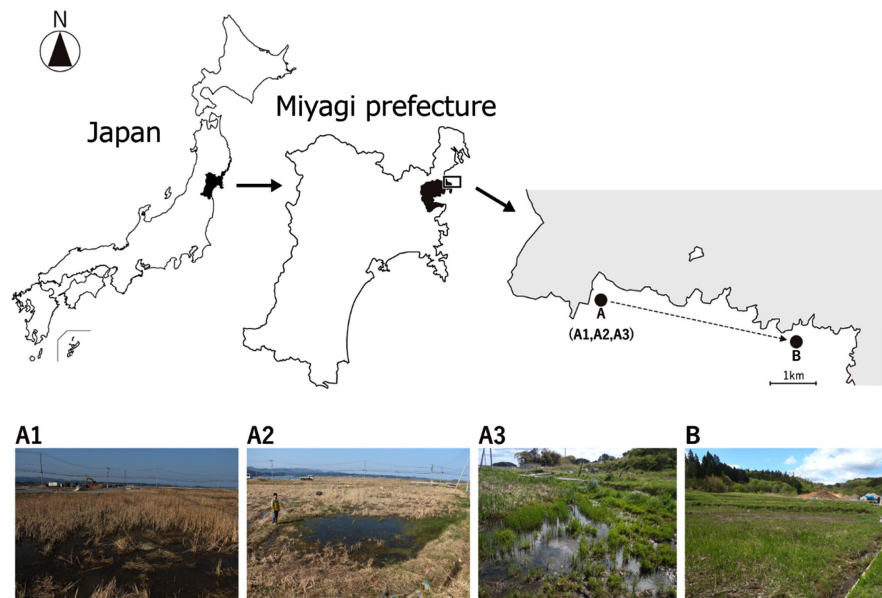 N
Japan
Miyagi prefecture
A
(A1,A2,A3)
B
1km
A1
A2
A3
B